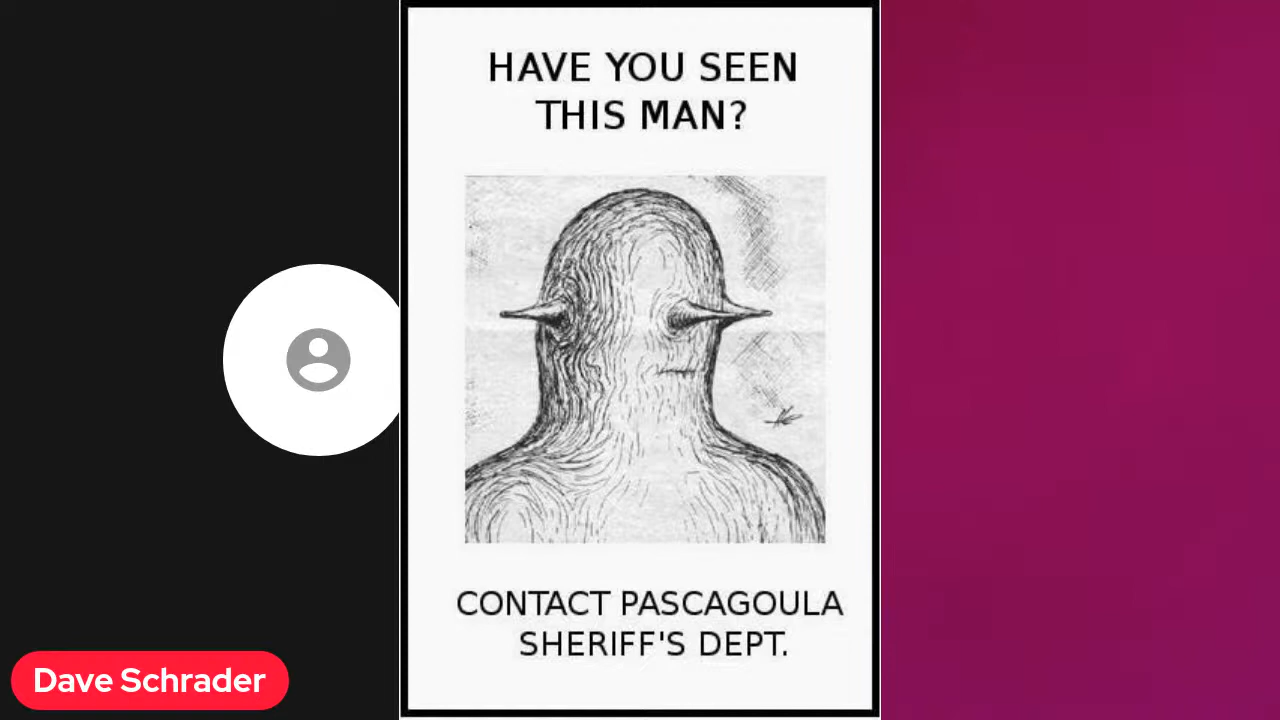 HAVE YOU SEEN
THIS MAN?
CONTACT PASCAGOULA
SHERIFF'S DEPT.
Dave Schrader